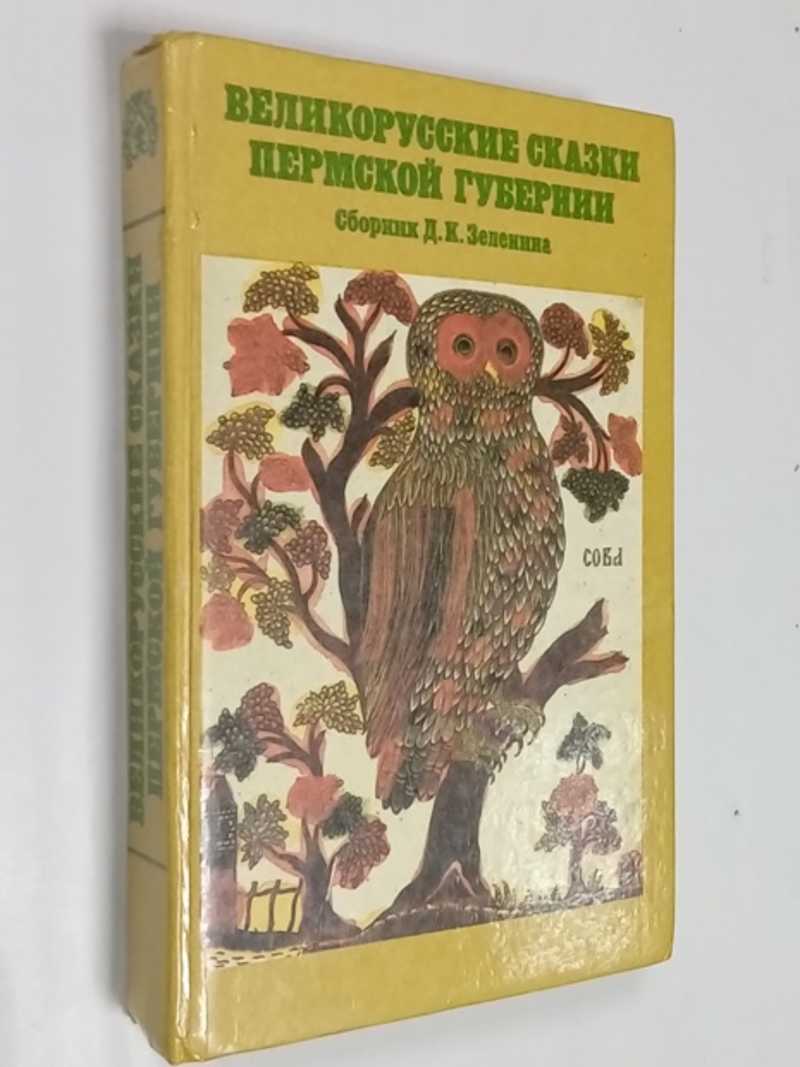 ВЕЛИКОРУССКИЕ СКАЗКИ
ПЕРМСКОЙ ГУБЕРНИИ
Сборник Д. К. Зеленина
СОВА
ВЕЛИКОРУССКИЕ СКАЗКИ
ПЕРМСКОЙ ГУБЕРНИИ